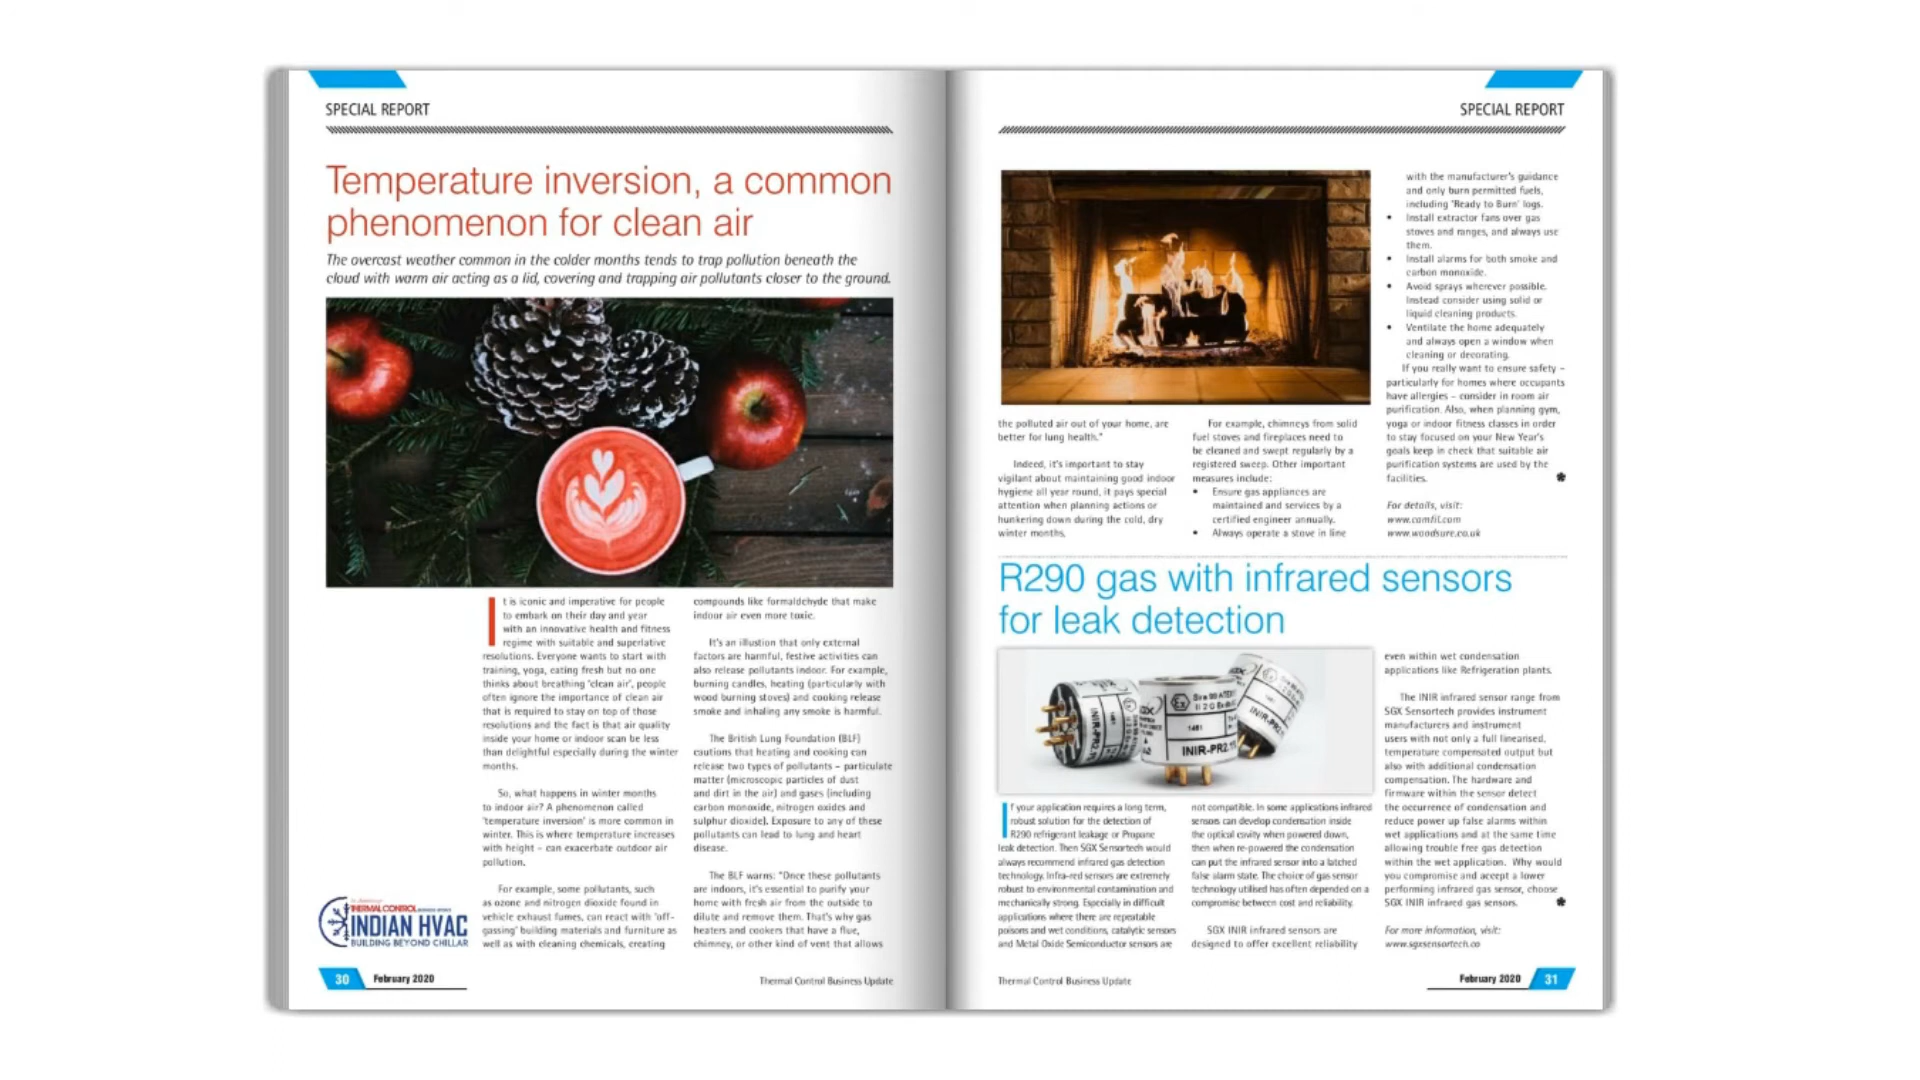 SPECIAL REPORT
Temperature inversion, a common
phenomenon for clean air
The overcast weather common in the colder months tends to trap pollution beneath the
cloud with warm air acting as a lid, covering and trapping air pollutants closer to the ground.
It is iconic and imperative for people
to embark on their day and year
with an innovative health and fitness
regime with suitable and superlative
resolutions. Everyone wants to start with
training, yoga, eating fresh but no one
thinks about breathing 'clean air', people
often ignore the importance of clean air
that is required to stay on top of those
resolutions and the fact is that air quality
inside your home or indoor scan be less
than delightful especially during the winter
months.
So, what happens in winter months
to indoor air? A phenomenon called
'temperature inversion' is more common in
winter. This is where temperature increases
with height – can exacerbate outdoor air
pollution.
For example, some pollutants, such
as ozone and nitrogen dioxide found in
vehicle exhaust fumes, can react with 'off-
gassing' building materials and furniture as
well as with cleaning chemicals, creating
compounds like formaldehyde that make
indoor air even more toxic.
It's an illusion that only external
factors are harmful, festive activities can
also release pollutants indoor. For example,
burning candles, heating (particularly with
wood burning stoves) and cooking release
smoke and inhaling any smoke is harmful.
The British Lung Foundation (BLF)
cautions that heating and cooking can
release two types of pollutants – particulate
matter (microscopic particles of dust
and dirt in the air) and gases (including
carbon monoxide, nitrogen oxides and
sulphur dioxide). Exposure to any of these
pollutants can lead to lung and heart
disease.
The BLF warns: "Once these pollutants
are indoors, it's essential to purify your
home with fresh air from the outside to
dilute and remove them. That's why gas
heaters and cookers that have a flue,
chimney, or other kind of vent that allows
THERMAL CONTROL
INDIAN HVAC
BUILDING BEYOND CHILLAR
30 February 2020
Thermal Control Business Update
SPECIAL REPORT
the polluted air out of your home, are
better for lung health."
Indeed, it's important to stay
vigilant about maintaining good indoor
hygiene all year round, it pays special
attention when planning actions or
hunkering down during the cold, dry
winter months.
For example, chimneys from solid
fuel stoves and fireplaces need to
be cleaned and swept regularly by a
registered sweep. Other important
measures include:
• Ensure gas appliances are
maintained and services by a
certified engineer annually.
• Always operate a stove in line
with the manufacturer's guidance
and only burn permitted fuels,
including 'Ready to Burn' logs.
• Install extractor fans over gas
stoves and ranges, and always use
them.
• Install alarms for both smoke and
carbon monoxide.
• Avoid sprays wherever possible.
Instead consider using solid or
liquid cleaning products.
• Ventilate the home adequately
and always open a window when
cleaning or decorating.
If you really want to ensure safety –
particularly for homes where occupants
have allergies – consider in room air
purification. Also, when planning gym,
yoga or indoor fitness classes in order
to stay focused on your New Year's
goals keep in check that suitable air
purification systems are used by the
facilities.
For details, visit:
www.camfil.com
www.woodsure.co.uk
R290 gas with infrared sensors
for leak detection
INIR-PR2.1
If your application requires a long term,
robust solution for the detection of
R290 refrigerant leakage or Propane
leak detection. Then SGX Sensortech would
always recommend infrared gas detection
technology. Infra-red sensors are extremely
robust to environmental contamination and
mechanically strong. Especially in difficult
applications where there are repeatable
poisons and wet conditions, catalytic sensors
and Metal Oxide Semiconductor sensors are
not compatible. In some applications infrared
sensors can develop condensation inside
the optical cavity when powered down,
then when re-powered the condensation
can put the infrared sensor into a latched
false alarm state. The choice of gas sensor
technology utilised has often depended on a
compromise between cost and reliability.
SGX INIR infrared sensors are
designed to offer excellent reliability
even within wet condensation
applications like Refrigeration plants.
The INIR infrared sensor range from
SGX Sensortech provides instrument
manufacturers and instrument
users with not only a full linearised,
temperature compensated output but
also with additional condensation
compensation. The hardware and
firmware within the sensor detect
the occurrence of condensation and
reduce power up false alarms within
wet applications and at the same time
allowing trouble free gas detection
within the wet application. Why would
you compromise and accept a lower
performing infrared gas sensor, choose
SGX INIR infrared gas sensors.
For more information, visit:
www.sgxsensortech.co
Thermal Control Business Update
February 2020 31